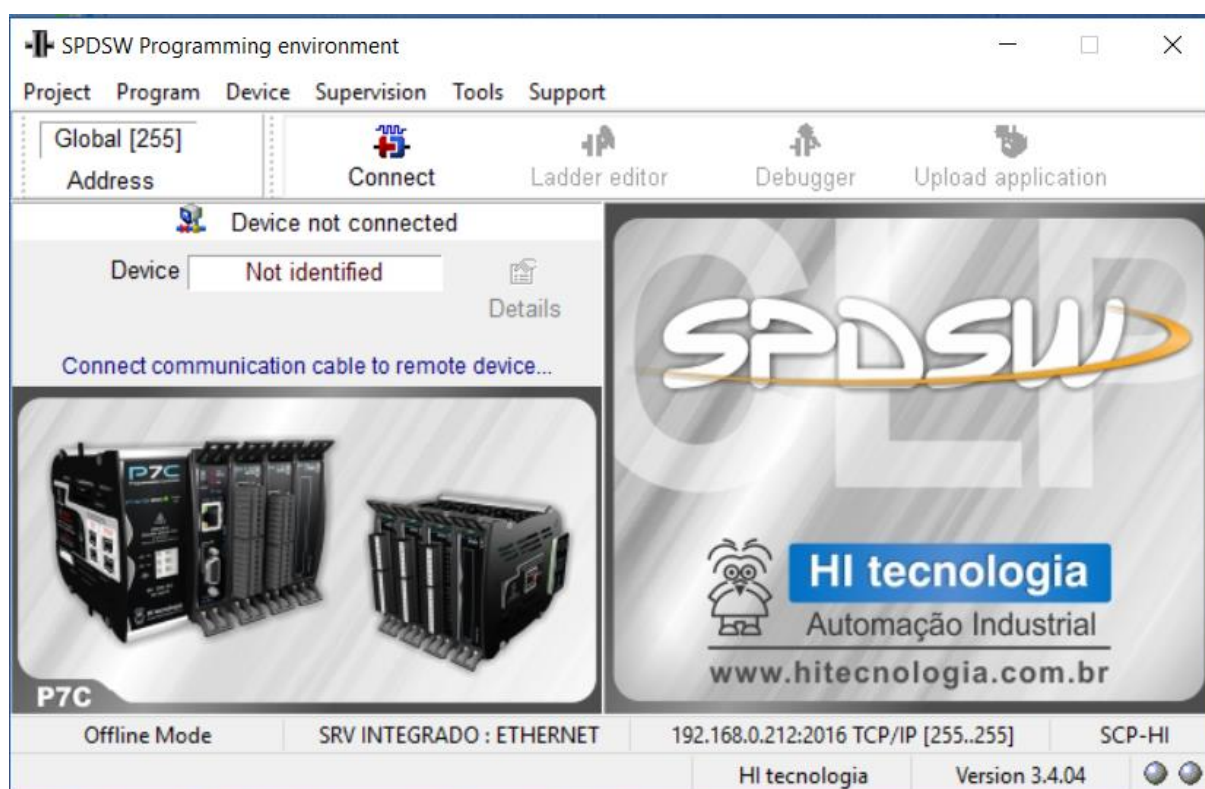 SPDSW Programming environment
Project Program Device Supervision Tools Support
Global [255]
Address
Connect
Ladder editor
Debugger
Upload application
Device not connected
Device Not identified
Details
Connect communication cable to remote device...
P7C
HI tecnologia
P7C
CLP
SPDSW
HI tecnologia
Automação Industrial
www.hitecnologia.com.br
Offline Mode SRV INTEGRADO : ETHERNET 192.168.0.212:2016 TCP/IP [255..255] SCP-HI
HI tecnologia Version 3.4.04